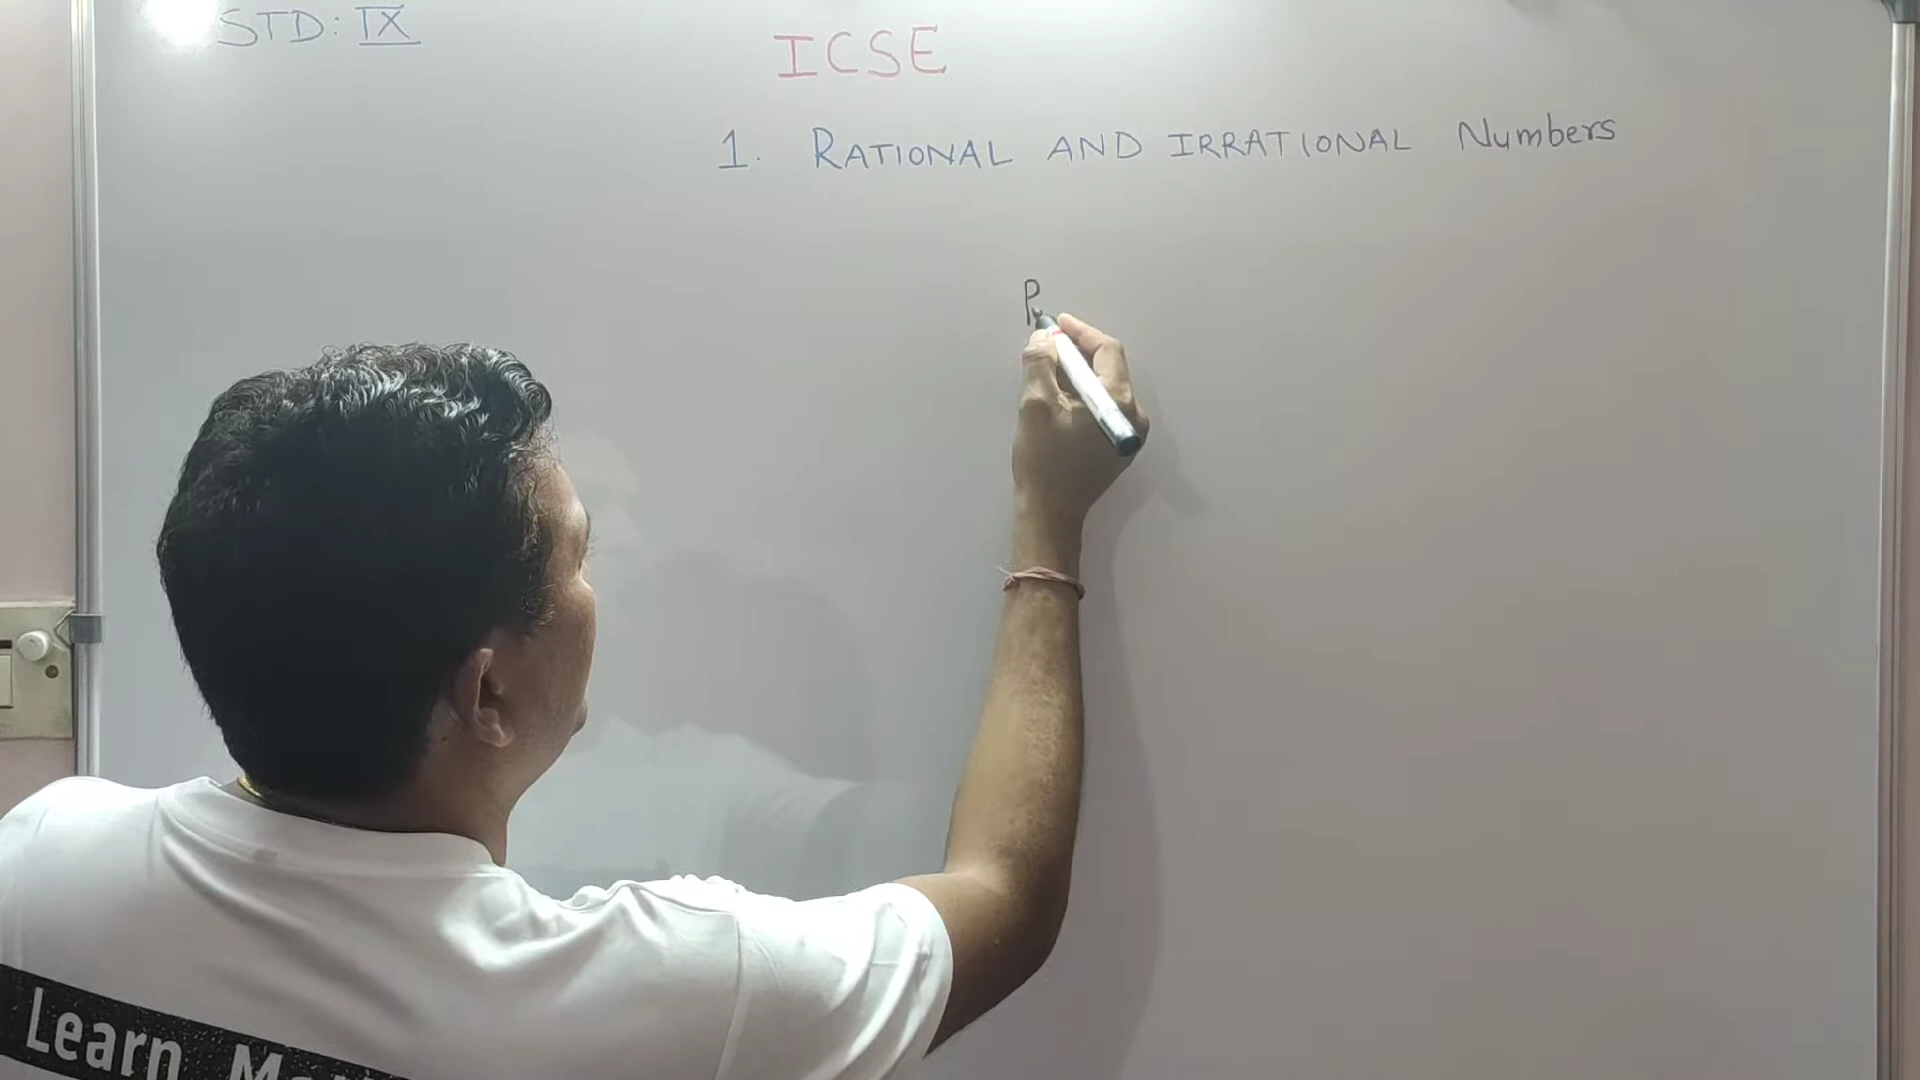 STD: IX
ICSE
1. RATIONAL AND IRRATIONAL Numbers
P
Learn